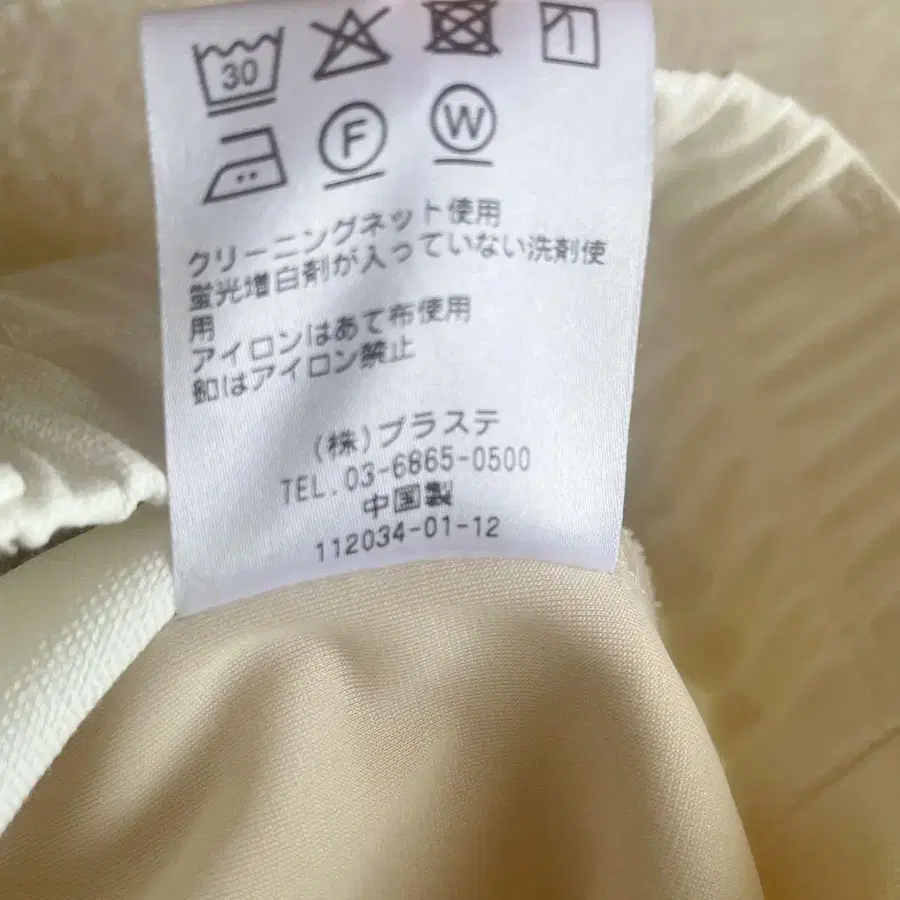 30
F W
クリーニングネット使用
蛍光増白剤が入っていない洗剤使
用
アイロンはあて布使用
釦はアイロン禁止
(株)プラステ
TEL.03-6865-0500
中国製
112034-01-12